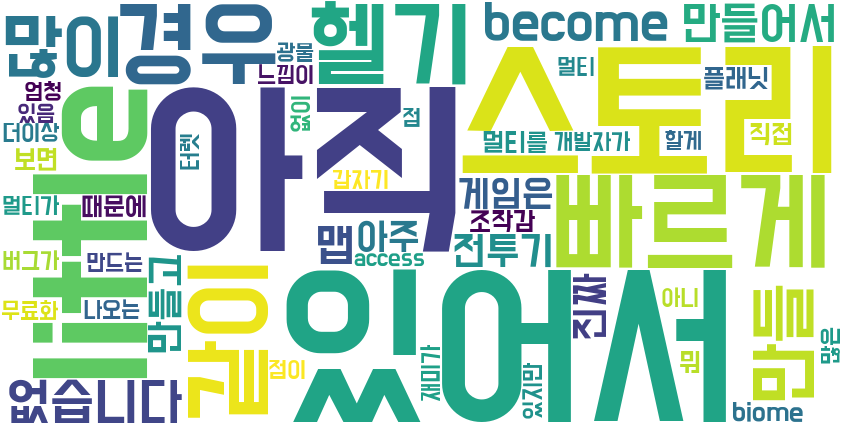 많이
경우
헬기
become
만들어서
광물
느낌이
멀티
플래닛
엄청
있음
little
아직
스토리
없이
점
더이상
터렛
멀티를
개발자가
할게
직접
보면
갑자기
게임은
빠르게
멀티가
때문에
맵
아주
조작감
전투기
access
버그가
만드는
만들고
무료화
나오는
같이
있어서
진짜
아니
만들
뭔
많은
재미가
점이
있지만
없습니다
biome